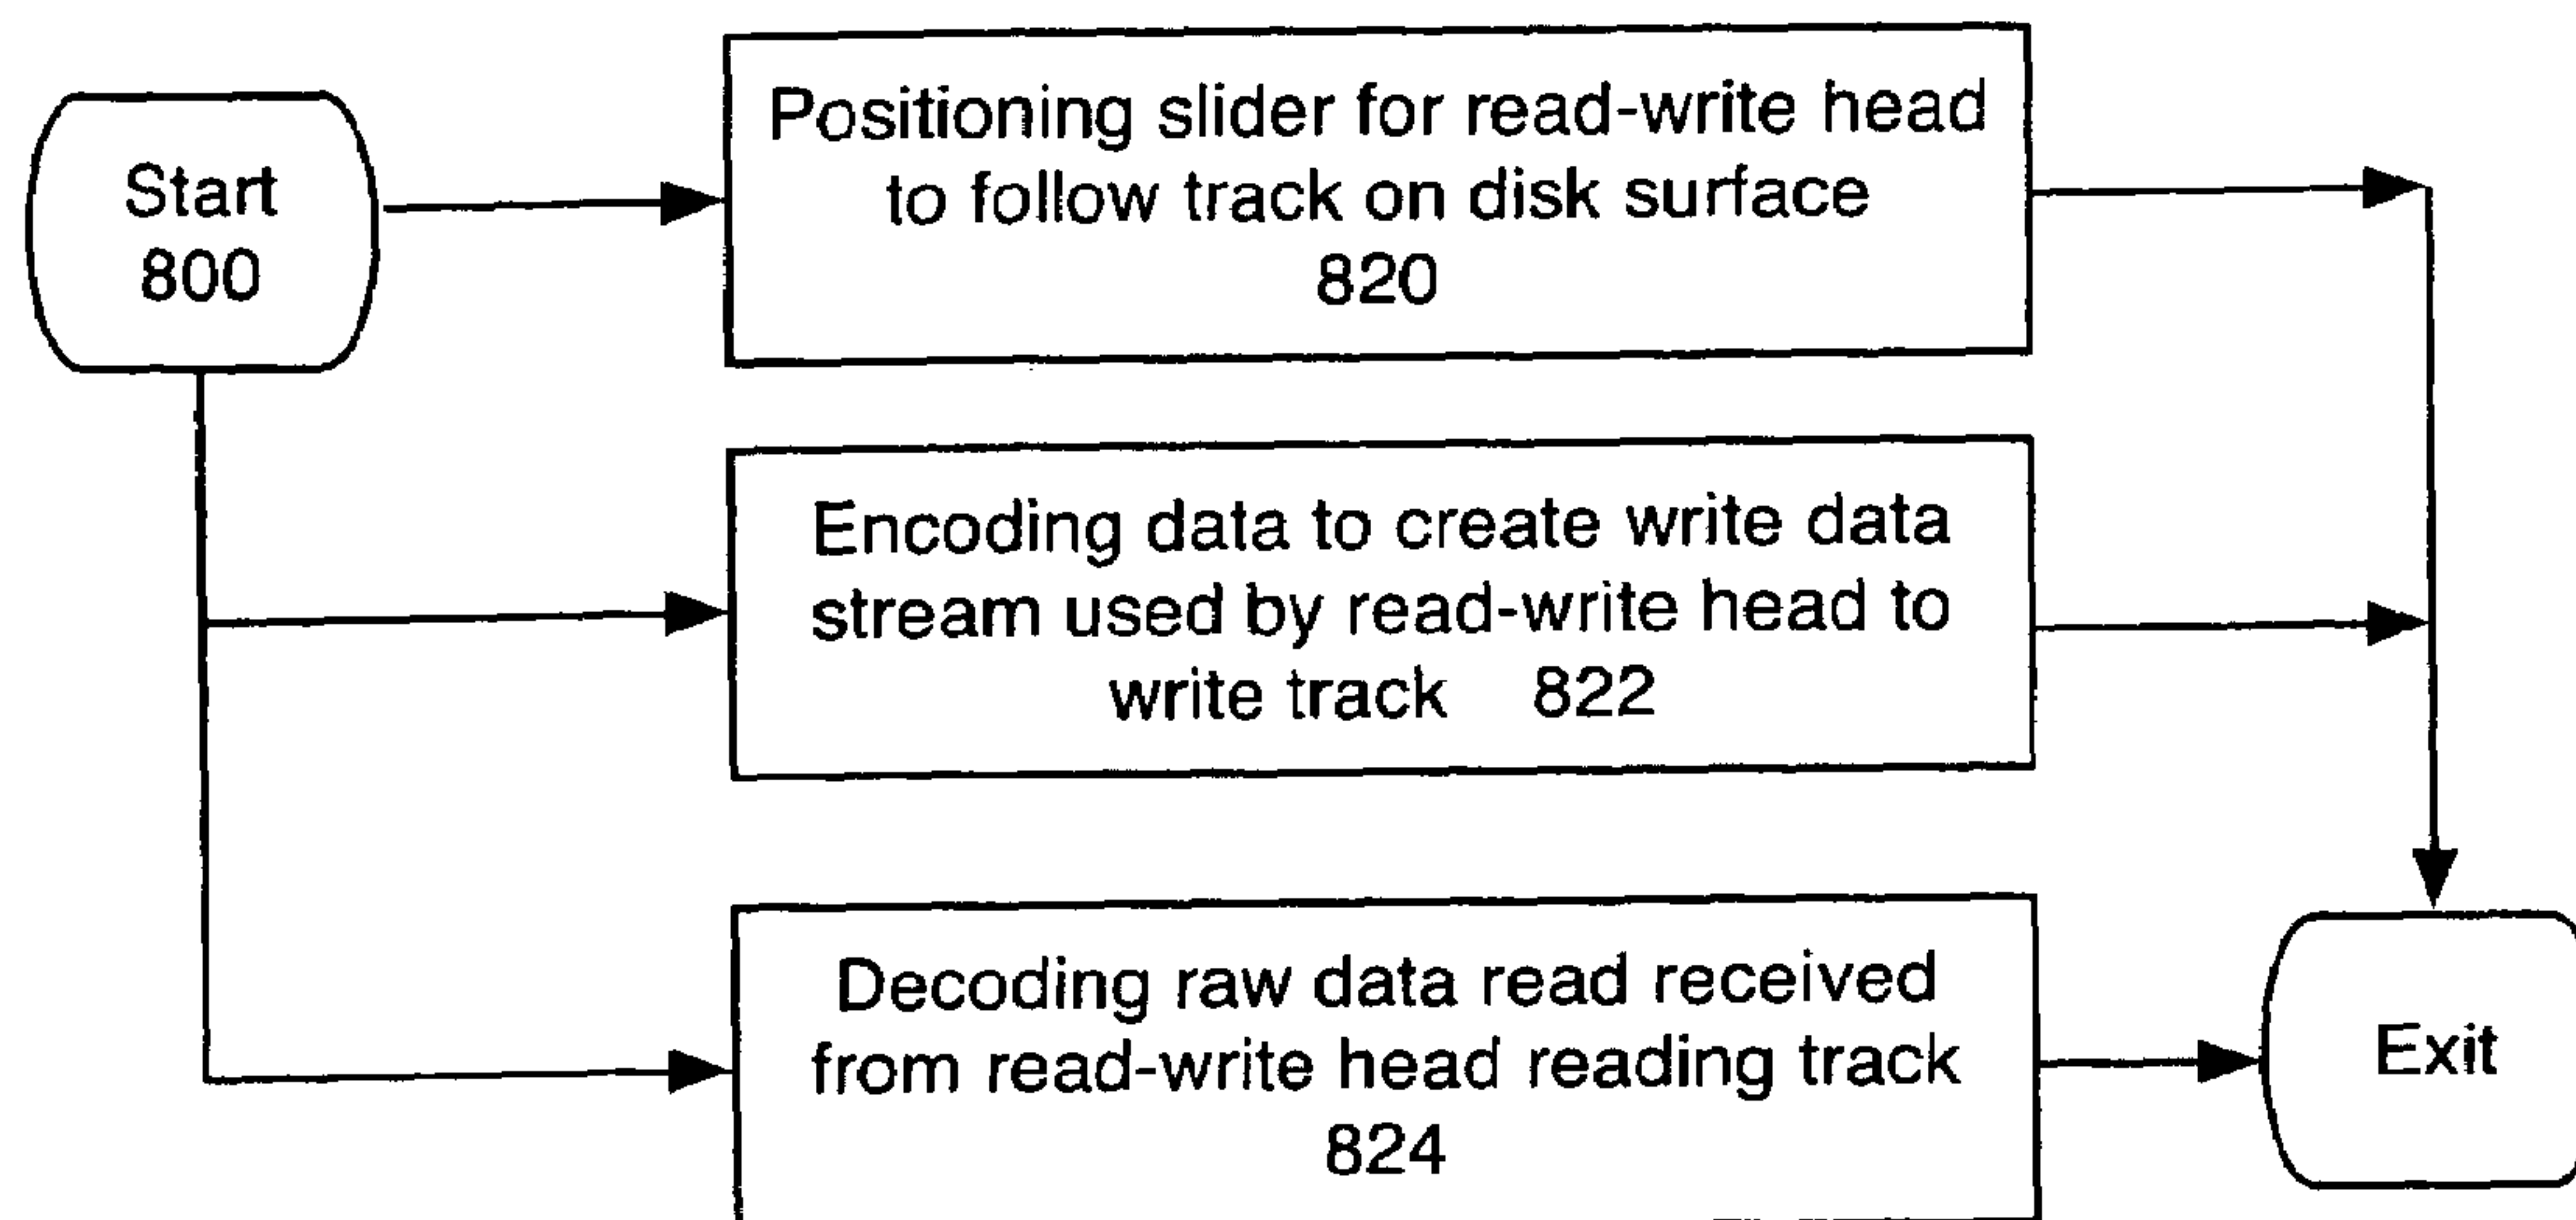 Start
800
Positioning slider for read-write head
to follow track on disk surface
820
Encoding data to create write data
stream used by read-write head to
write track 822
Decoding raw data read received
from read-write head reading track
824
Exit